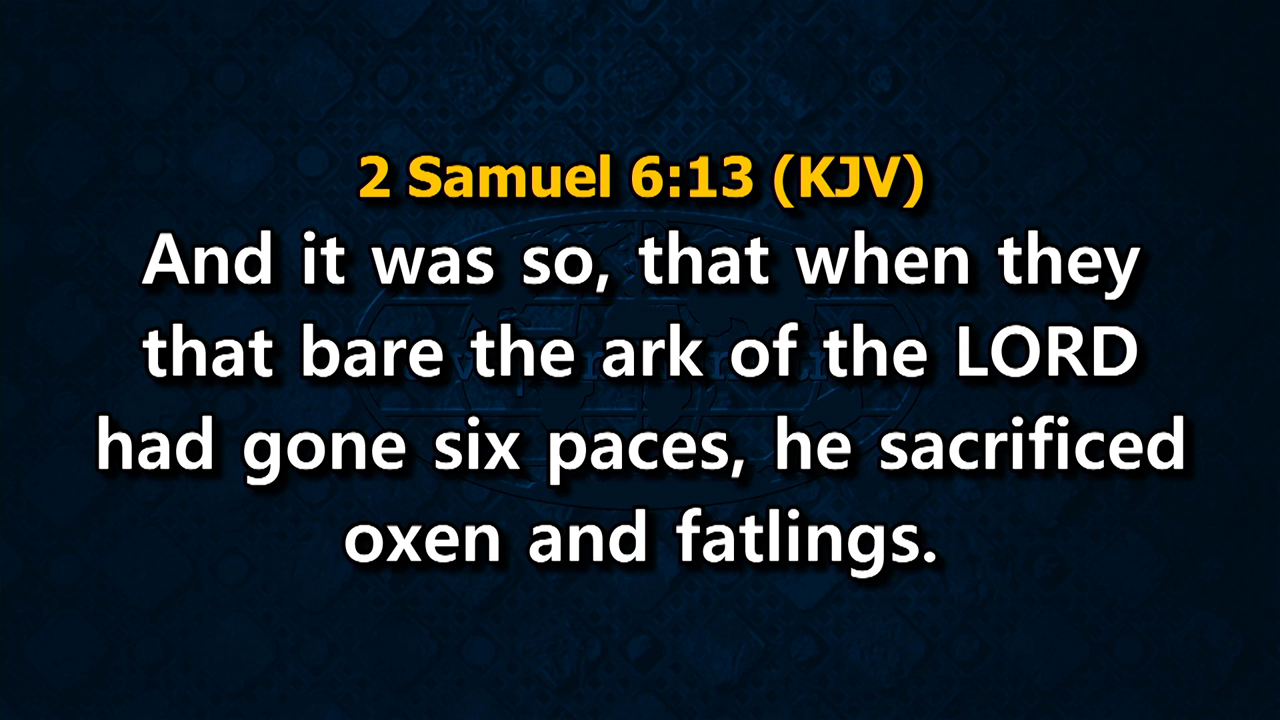 2 Samuel 6:13 (KJV)
And it was so, that when they
that bare the ark of the LORD
had gone six paces, he sacrificed
oxen and fatlings.